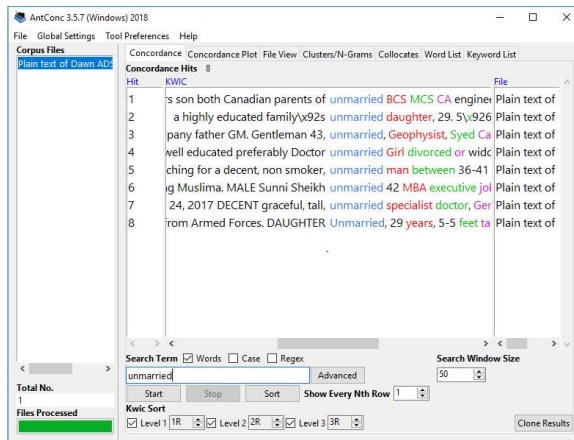 AntConc 3.5.7 (Windows) 2018
File Global Settings Tool Preferences Help
Corpus Files
Plain text of Dawn ADS
Concordance Concordance Plot File View Clusters/N-Grams Collocates Word List Keyword List
Concordance Hits 8
Hit KWIC File
1 's son both Canadian parents of unmarried BCS MCS CA enginee Plain text of
2 a highly educated family\x92s unmarried daughter, 29. 5\x926 Plain text of
3 pany father GM. Gentleman 43, unmarried, Geophysist, Syed Ca Plain text of
4 well educated preferably Doctor unmarried Girl divorced or widc Plain text of
5 ching for a decent, non smoker, unmarried man between 36-41 Plain text of
6 ng Muslima. MALE Sunni Sheikh unmarried 42 MBA executive jol Plain text of
7 24, 2017 DECENT graceful, tall, unmarried specialist doctor, Ger Plain text of
8 from Armed Forces. DAUGHTER Unmarried, 29 years, 5-5 feet ta Plain text of
Search Term Words Case Regex Search Window Size
unmarried Advanced 50
Start Stop Sort Show Every Nth Row 1
Kwic Sort
Level 1 1R Level 2 2R Level 3 3R Clone Results
Total No.
1
Files Processed